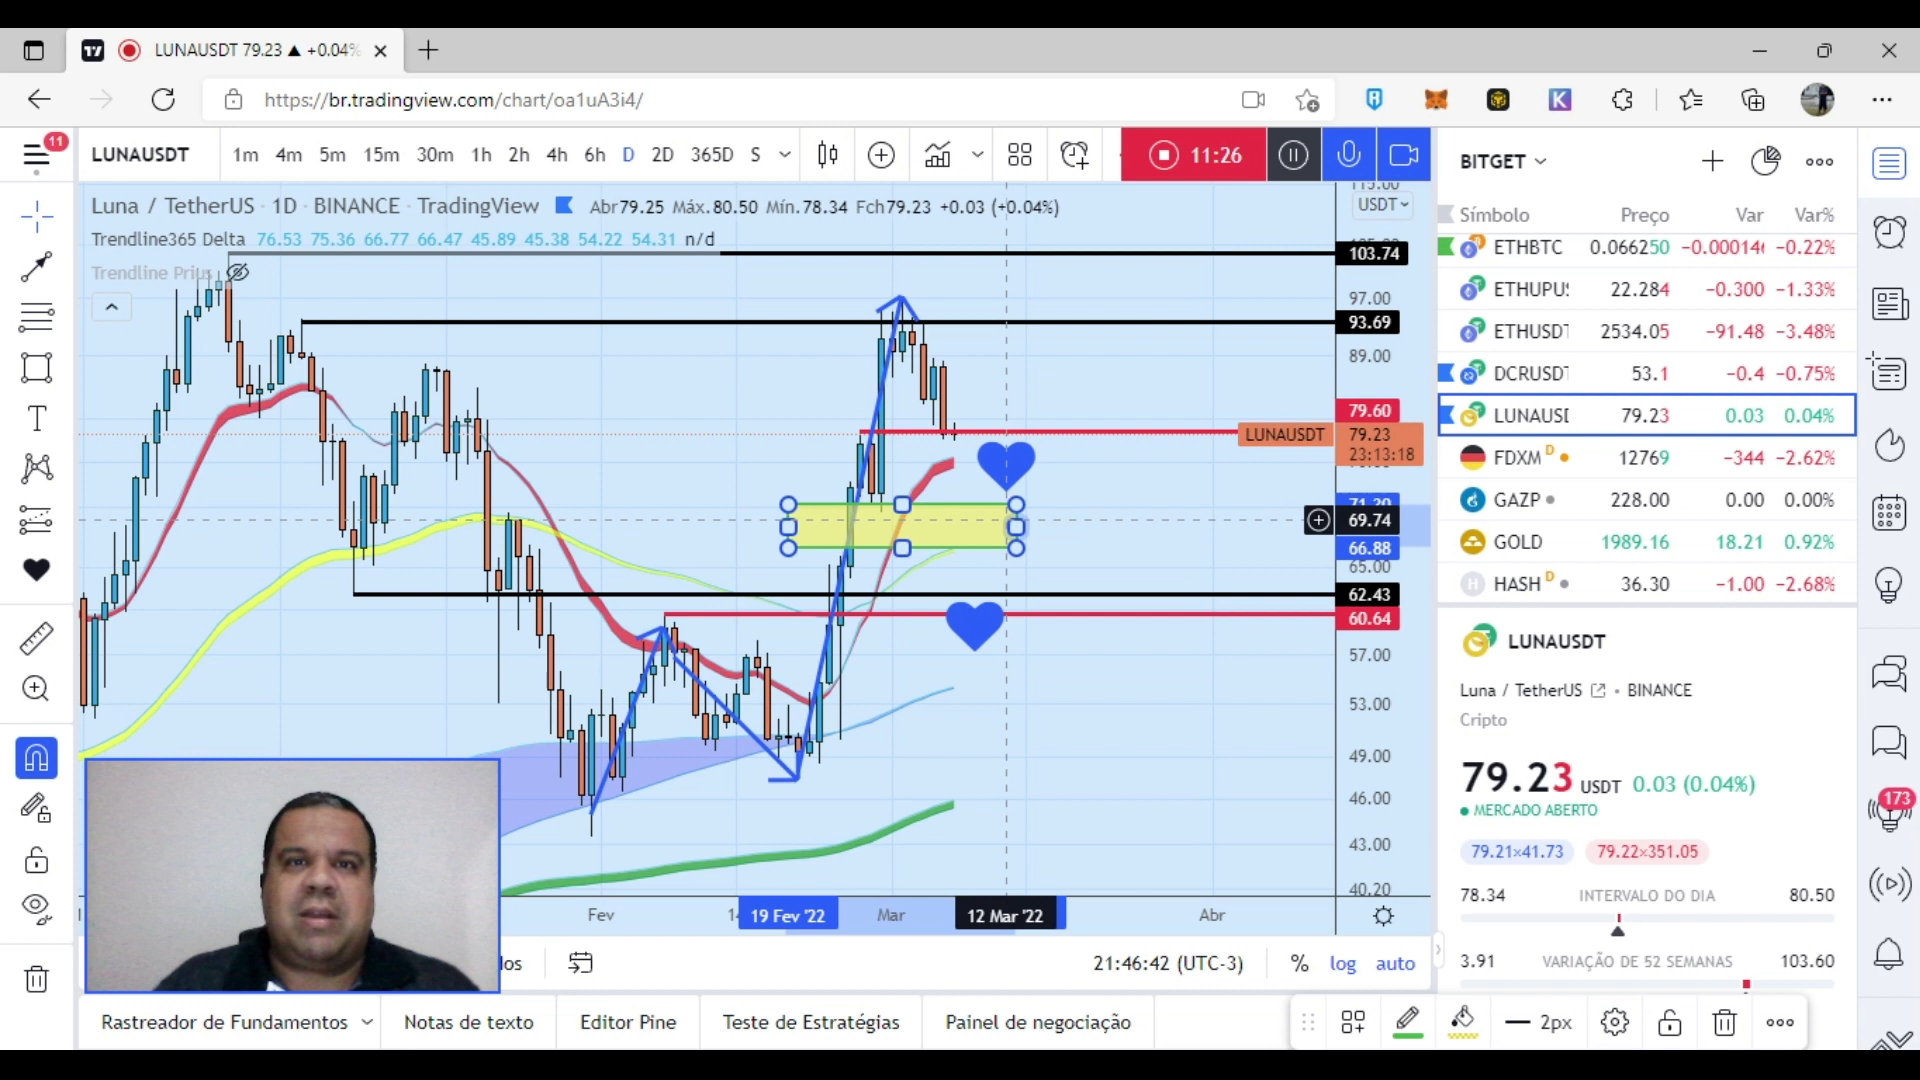 LUNAUSDT 79.23 ▲ +0.04%
https://br.tradingview.com/chart/oa1uA3i4/
11
LUNAUSDT 1m 4m 5m 15m 30m 1h 2h 4h 6h D 2D 365D S
11:26
BITGET
Luna / TetherUS · 1D · BINANCE · TradingView Abr79.25 Máx.80.50 Mín.78.34 Fch79.23 +0.03 (+0.04%)
Trendline365 Delta 76.53 75.36 66.77 66.47 45.89 45.38 54.22 54.31 n/d
Trendline Prius
USDT
103.74
97.00
93.69
89.00
79.60
LUNAUSDT 79.23
23:13:18
71.20
69.74
66.88
65.00
62.43
60.64
57.00
53.00
49.00
46.00
43.00
40.20
Fev 19 Fev '22 Mar 12 Mar '22 Abr
21:46:42 (UTC-3) % log auto
Rastreador de Fundamentos Notas de texto Editor Pine Teste de Estratégias Painel de negociação
2px
Símbolo Preço Var Var%
ETHBTC 0.066250 −0.00014 −0.22%
ETHUPU 22.284 −0.300 −1.33%
ETHUSDT 2534.05 −91.48 −3.48%
DCRUSDT 53.1 −0.4 −0.75%
LUNAUSD 79.23 0.03 0.04%
FDXM D 12769 −344 −2.62%
GAZP 228.00 0.00 0.00%
GOLD 1989.16 18.21 0.92%
HASH D 36.30 −1.00 −2.68%
LUNAUSDT
Luna / TetherUS • BINANCE
Cripto
79.23 USDT 0.03 (0.04%)
MERCADO ABERTO
79.21×41.73 79.22×351.05
78.34 INTERVALO DO DIA 80.50
3.91 VARIAÇÃO DE 52 SEMANAS 103.60
173